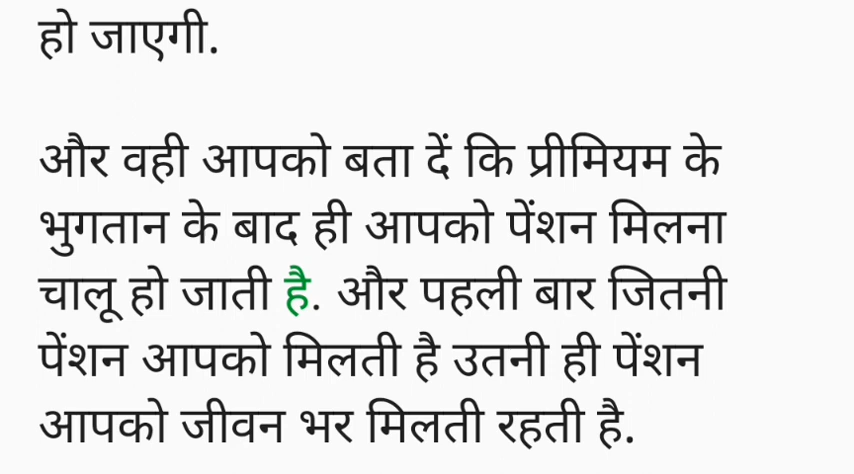 हो जाएगी.
और वही आपको बता दें कि प्रीमियम के
भुगतान के बाद ही आपको पेंशन मिलना
चालू हो जाती है. और पहली बार जितनी
पेंशन आपको मिलती है उतनी ही पेंशन
आपको जीवन भर मिलती रहती है.